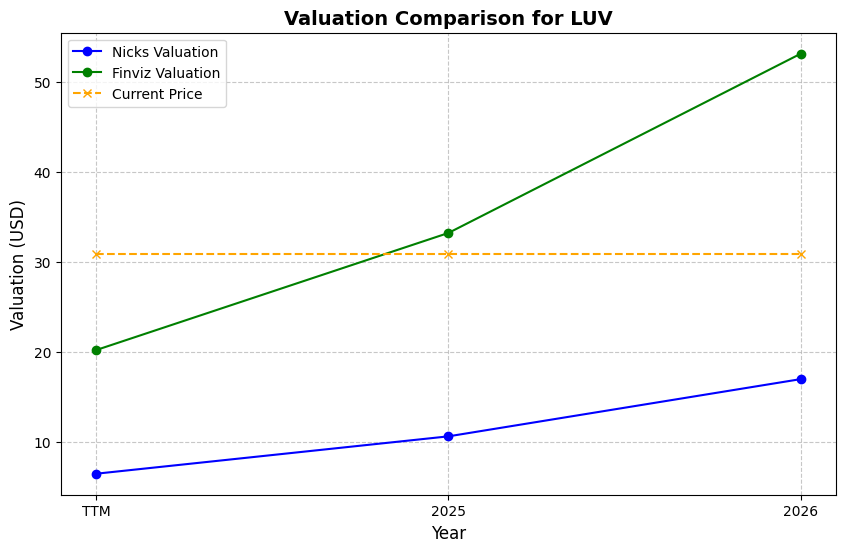 Valuation Comparison for LUV
Nicks Valuation
Finviz Valuation
Current Price
Valuation (USD)
50
40
30
20
10
TTM
2025
2026
Year